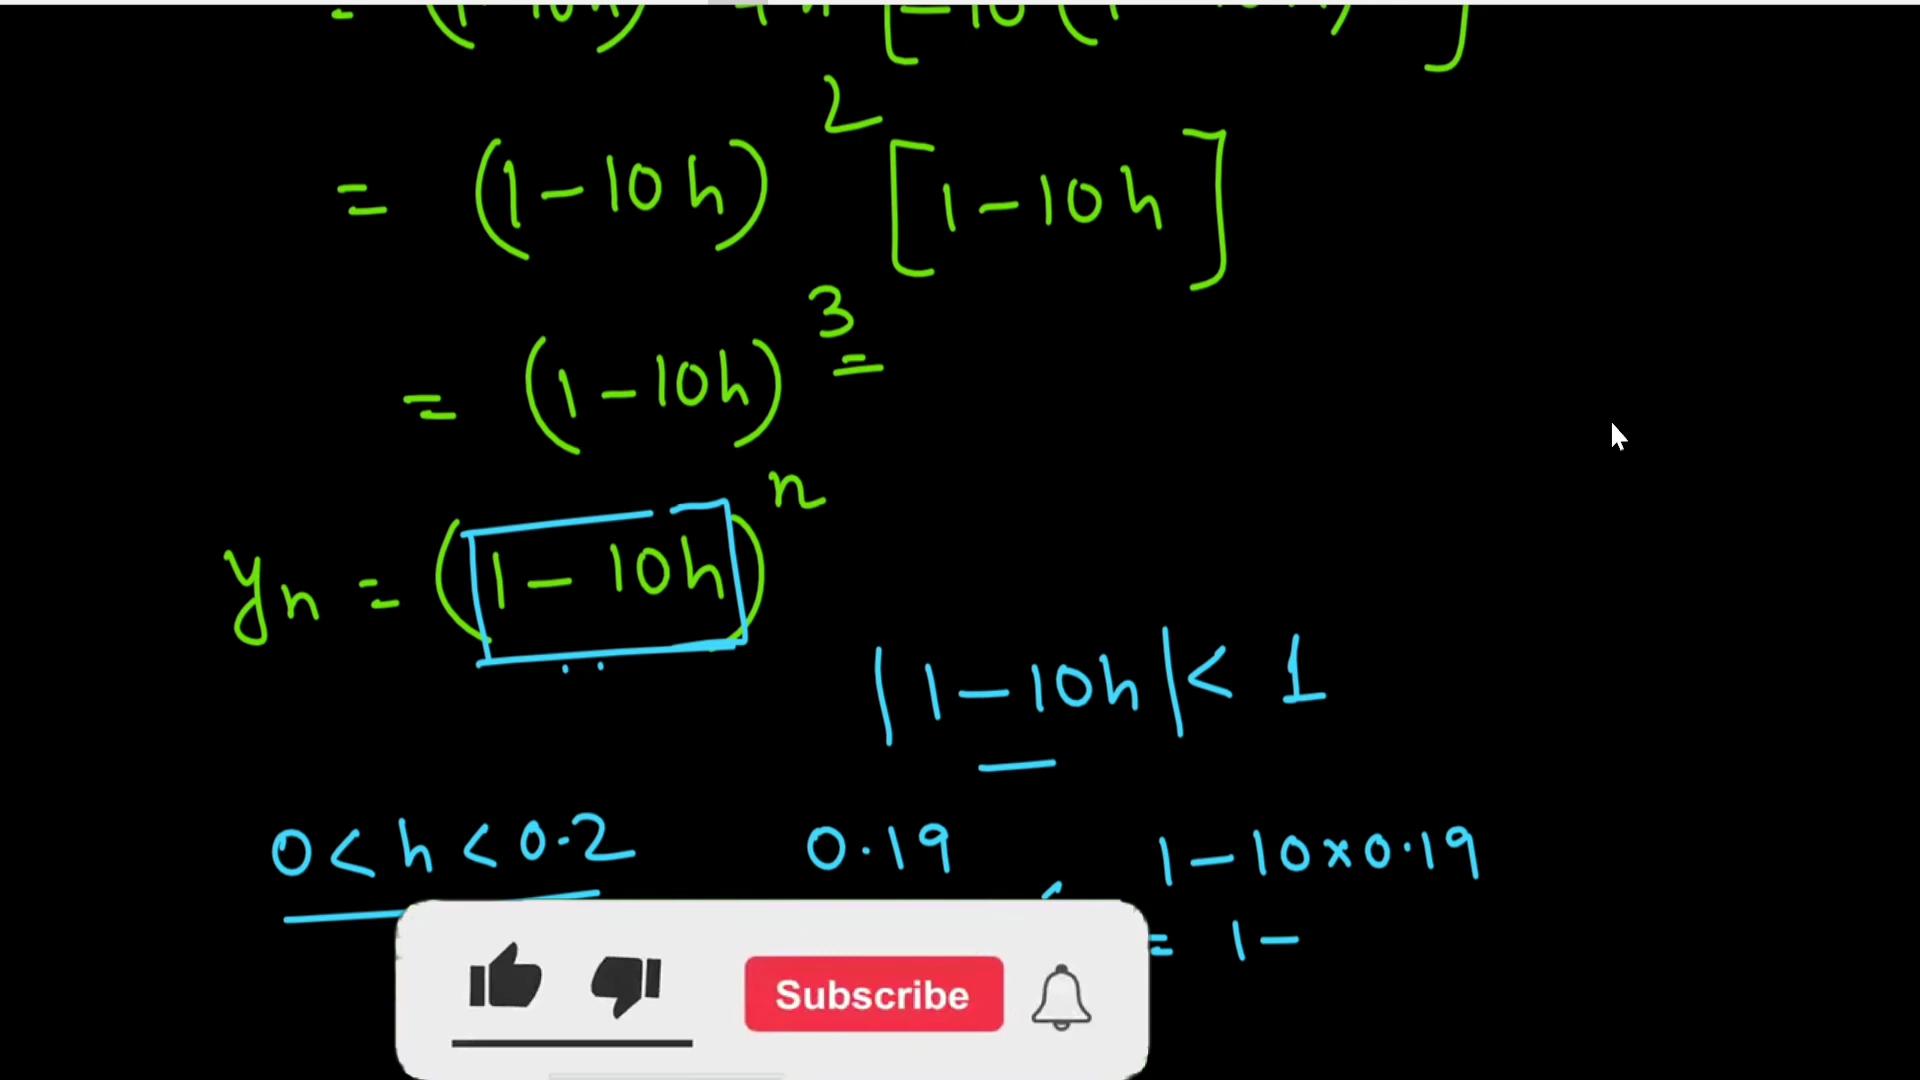 = (1-10h)² [1-10h]
= (1-10h)³
yn = (1-10h)ⁿ
|1-10h| < 1
0<h<0.2 0.19 1-10×0.19
= 1-
Subscribe